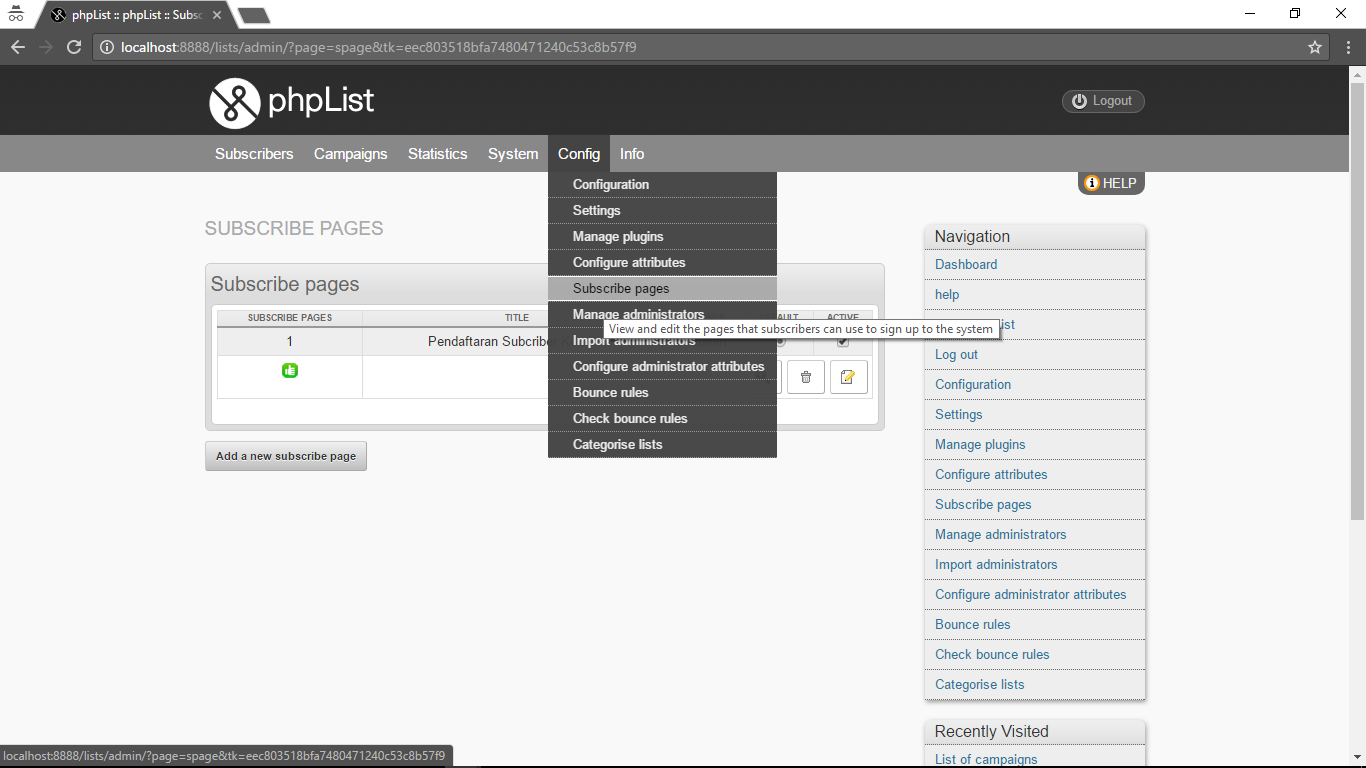 phpList :: phpList :: Subsc
localhost:8888/lists/admin/?page=spage&tk=eec803518bfa7480471240c53c8b57f9
phpList
Logout
Subscribers Campaigns Statistics System Config Info
HELP
Configuration
Settings
Manage plugins
Configure attributes
Subscribe pages
Manage administrators
View and edit the pages that subscribers can use to sign up to the system
Import administrators
Configure administrator attributes
Bounce rules
Check bounce rules
Categorise lists
SUBSCRIBE PAGES
Subscribe pages
SUBSCRIBE PAGES TITLE ACTIVE
1 Pendaftaran Subcribe
Add a new subscribe page
Navigation
Dashboard
help
Log out
Configuration
Settings
Manage plugins
Configure attributes
Subscribe pages
Manage administrators
Import administrators
Configure administrator attributes
Bounce rules
Check bounce rules
Categorise lists
Recently Visited
List of campaigns
localhost:8888/lists/admin/?page=spage&tk=eec803518bfa7480471240c53c8b57f9